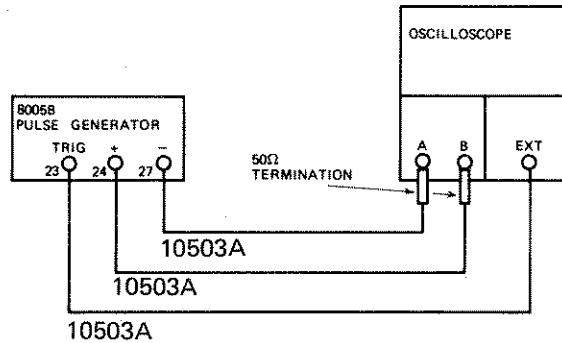 OSCILLOSCOPE
8005B
PULSE GENERATOR
TRIG + −
23 24 27
50Ω
TERMINATION
A B EXT
10503A
10503A
10503A